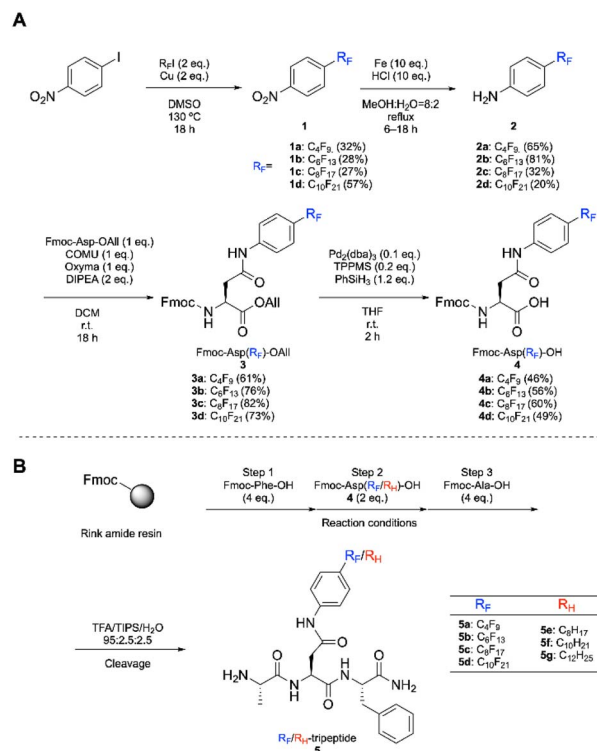 A
I
O₂N
RFI (2 eq.)
Cu (2 eq.)
DMSO
130 ºC
18 h
RF
O₂N
1
Fe (10 eq.)
HCl (10 eq.)
MeOH:H₂O=8:2
reflux
6–18 h
RF
H₂N
2
RF=
1a: C₄F₉, (32%)
1b: C₆F₁₃ (28%)
1c: C₈F₁₇ (27%)
1d: C₁₀F₂₁ (57%)
2a: C₄F₉ (65%)
2b: C₆F₁₃ (81%)
2c: C₈F₁₇ (32%)
2d: C₁₀F₂₁ (20%)
Fmoc-Asp-OAll (1 eq.)
COMU (1 eq.)
Oxyma (1 eq.)
DIPEA (2 eq.)
DCM
r.t.
18 h
RF
HN
O
Fmoc
N
H
OAll
O
Fmoc-Asp(RF)-OAll
3
3a: C₄F₉ (61%)
3b: C₆F₁₃ (76%)
3c: C₈F₁₇ (82%)
3d: C₁₀F₂₁ (73%)
Pd₂(dba)₃ (0.1 eq.)
TPPMS (0.2 eq.)
PhSiH₃ (1.2 eq.)
THF
r.t.
2 h
RF
HN
O
Fmoc
N
H
OH
O
Fmoc-Asp(RF)-OH
4
4a: C₄F₉ (46%)
4b: C₆F₁₃ (56%)
4c: C₈F₁₇ (60%)
4d: C₁₀F₂₁ (49%)
B
Fmoc
Rink amide resin
Step 1
Fmoc-Phe-OH
(4 eq.)
Step 2
Fmoc-Asp(RF/RH)-OH
4 (2 eq.)
Step 3
Fmoc-Ala-OH
(4 eq.)
Reaction conditions
TFA/TIPS/H₂O
95:2.5:2.5
Cleavage
RF/RH
HN
O
O
H
N
O
H₂N
N
H
O
NH₂
RF/RH-tripeptide
5
RF RH
5a: C₄F₉ 5e: C₈H₁₇
5b: C₆F₁₃ 5f: C₁₀H₂₁
5c: C₈F₁₇ 5g: C₁₂H₂₅
5d: C₁₀F₂₁